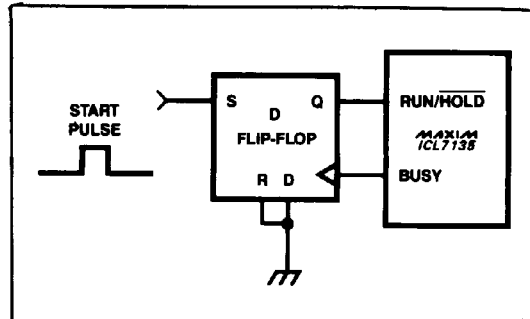 START
PULSE
S
D
Q
FLIP-FLOP
R D
RUN/HOLD
MAXIM
ICL7135
BUSY